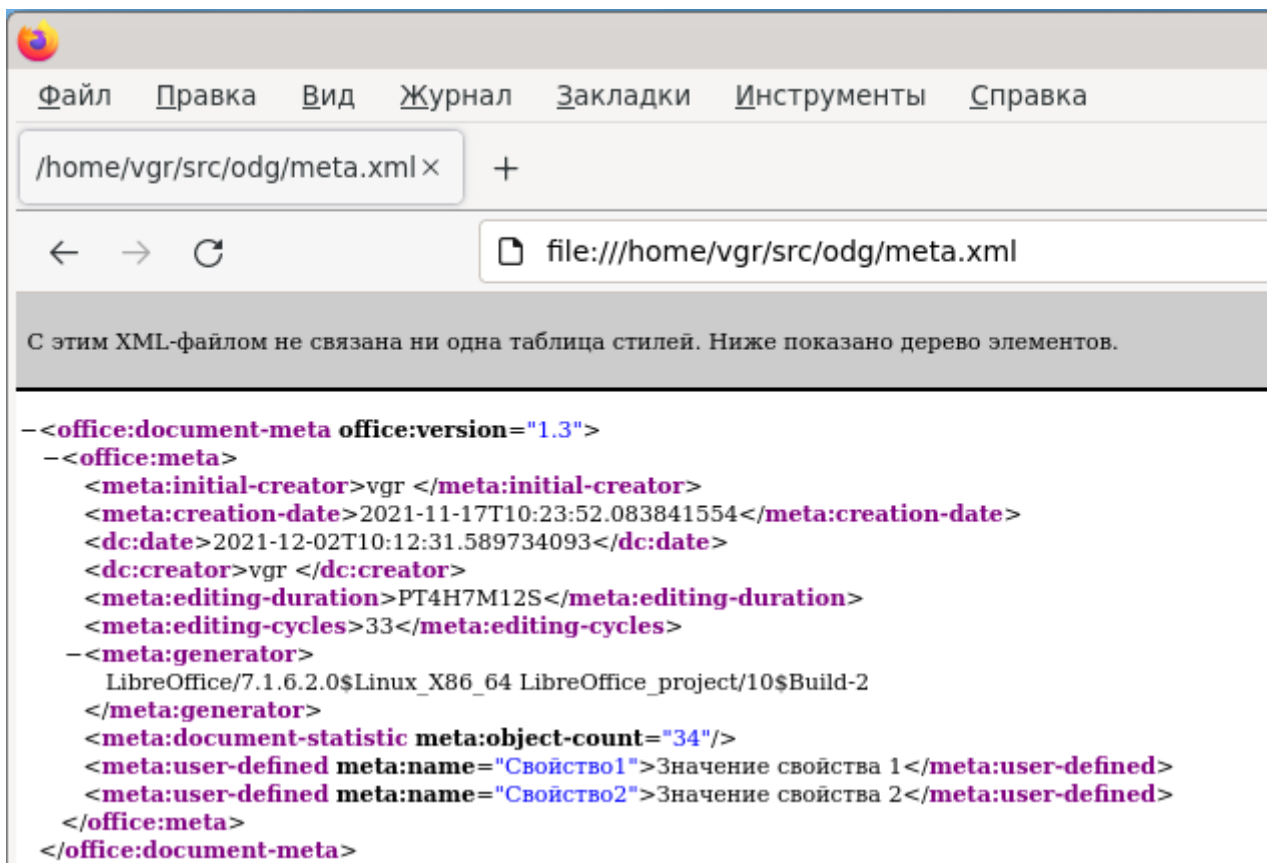 Файл Правка Вид Журнал Закладки Инструменты Справка
/home/vgr/src/odg/meta.xml × +
file:///home/vgr/src/odg/meta.xml
С этим XML-файлом не связана ни одна таблица стилей. Ниже показано дерево элементов.
−<office:document-meta office:version="1.3">
−<office:meta>
<meta:initial-creator>vgr </meta:initial-creator>
<meta:creation-date>2021-11-17T10:23:52.083841554</meta:creation-date>
<dc:date>2021-12-02T10:12:31.589734093</dc:date>
<dc:creator>vgr </dc:creator>
<meta:editing-duration>PT4H7M12S</meta:editing-duration>
<meta:editing-cycles>33</meta:editing-cycles>
−<meta:generator>
LibreOffice/7.1.6.2.0$Linux_X86_64 LibreOffice_project/10$Build-2
</meta:generator>
<meta:document-statistic meta:object-count="34"/>
<meta:user-defined meta:name="Свойство1">Значение свойства 1</meta:user-defined>
<meta:user-defined meta:name="Свойство2">Значение свойства 2</meta:user-defined>
</office:meta>
</office:document-meta>